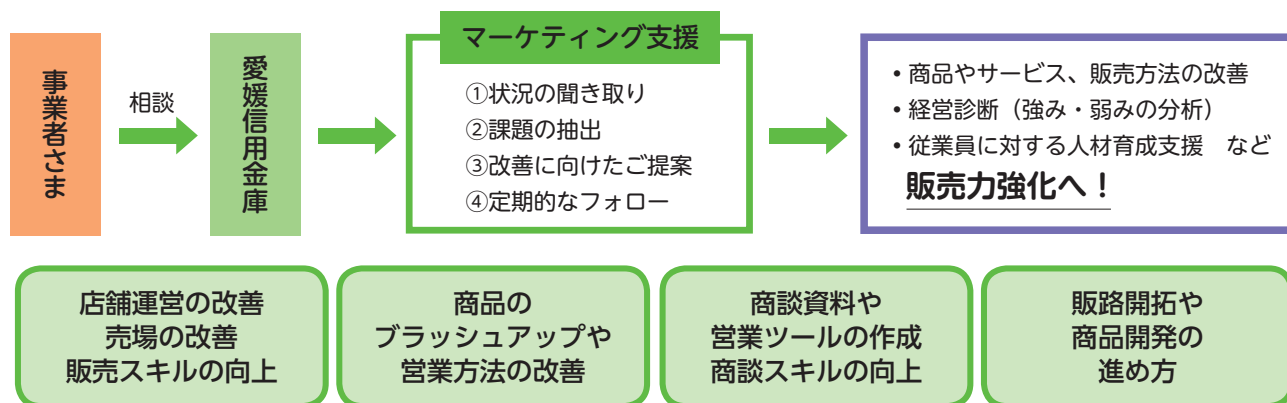 事業者さま
相談
愛媛信用金庫
マーケティング支援
①状況の聞き取り
②課題の抽出
③改善に向けたご提案
④定期的なフォロー
• 商品やサービス、販売方法の改善
• 経営診断（強み・弱みの分析）
• 従業員に対する人材育成支援　など
販売力強化へ！
店舗運営の改善
売場の改善
販売スキルの向上
商品の
ブラッシュアップや
営業方法の改善
商談資料や
営業ツールの作成
商談スキルの向上
販路開拓や
商品開発の
進め方